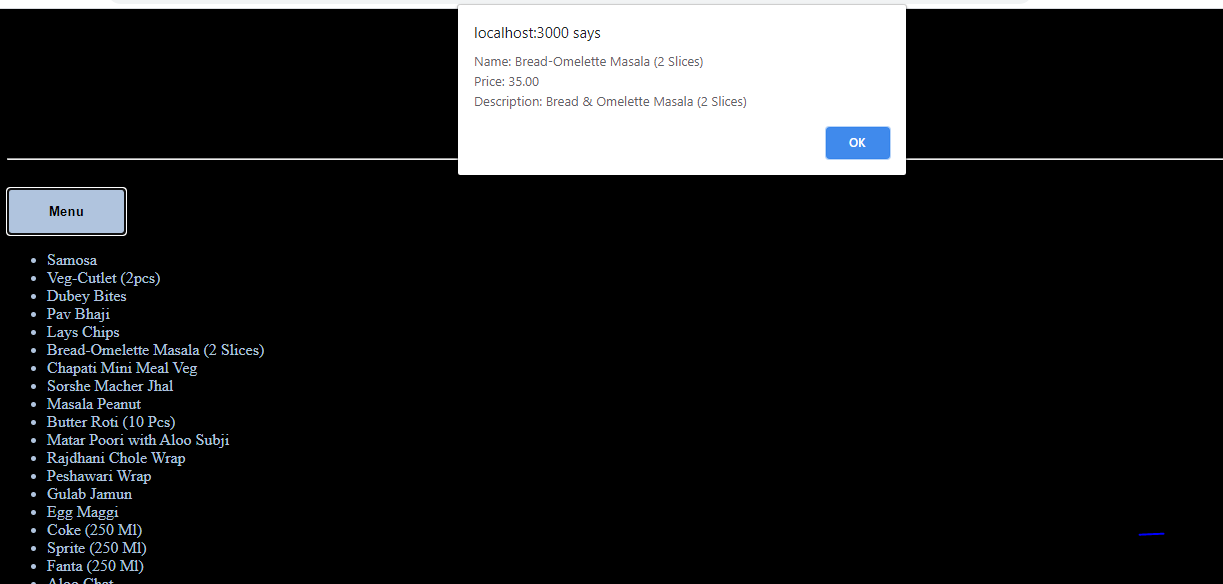 localhost:3000 says
Name: Bread-Omelette Masala (2 Slices)
Price: 35.00
Description: Bread & Omelette Masala (2 Slices)
OK
Menu
Samosa
Veg-Cutlet (2pcs)
Dubey Bites
Pav Bhaji
Lays Chips
Bread-Omelette Masala (2 Slices)
Chapati Mini Meal Veg
Sorshe Macher Jhal
Masala Peanut
Butter Roti (10 Pcs)
Matar Poori with Aloo Subji
Rajdhani Chole Wrap
Peshawari Wrap
Gulab Jamun
Egg Maggi
Coke (250 Ml)
Sprite (250 Ml)
Fanta (250 Ml)
Aloo Chat